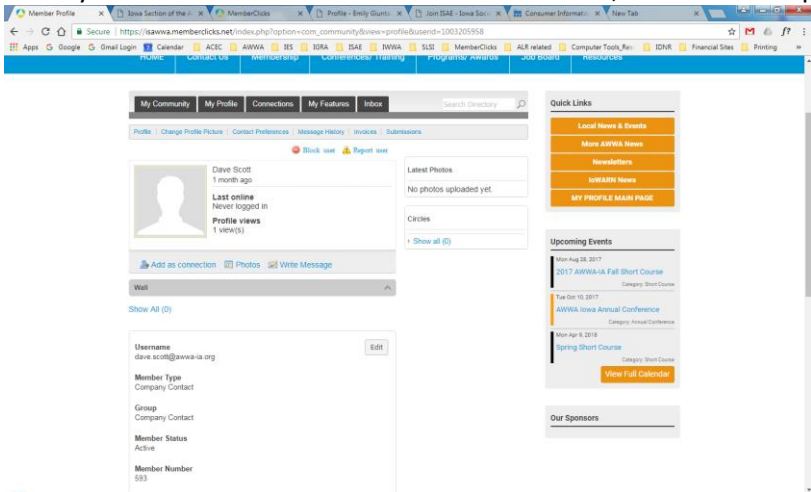 Member Profile
Iowa Section of the A
MemberClicks
Profile - Emily Giunta
Join ISAE - Iowa Soci
Consumer Informatio
New Tab
Secure
https://isawwa.memberclicks.net/index.php?option=com_community&view=profile&userid=1003205958
Apps
Google
Gmail Login
Calendar
ACEC
AWWA
IES
IGRA
ISAE
IWWA
SLSI
MemberClicks
ALR related
Computer Tools_Res
IDNR
Financial Sites
Printing
HOME
Contact Us
Membership
Conferences/ Training
Programs/ Awards
Job Board
Resources
My Community
My Profile
Connections
My Features
Inbox
Search Directory
Profile | Change Profile Picture | Contact Preferences | Message History | Invoices | Submissions
Block user
Report user
Dave Scott
1 month ago
Last online
Never logged in
Profile views
1 view(s)
Add as connection
Photos
Write Message
Wall
Show All (0)
Username
dave.scott@awwa-ia.org
Edit
Member Type
Company Contact
Group
Company Contact
Member Status
Active
Member Number
593
Latest Photos
No photos uploaded yet.
Circles
Show all (0)
Quick Links
Local News & Events
More AWWA News
Newsletters
IoWARN News
MY PROFILE MAIN PAGE
Upcoming Events
Mon Aug 28, 2017
2017 AWWA-IA Fall Short Course
Category: Short Course
Tue Oct 10, 2017
AWWA Iowa Annual Conference
Category: Annual Conference
Mon Apr 9, 2018
Spring Short Course
Category: Short Course
View Full Calendar
Our Sponsors